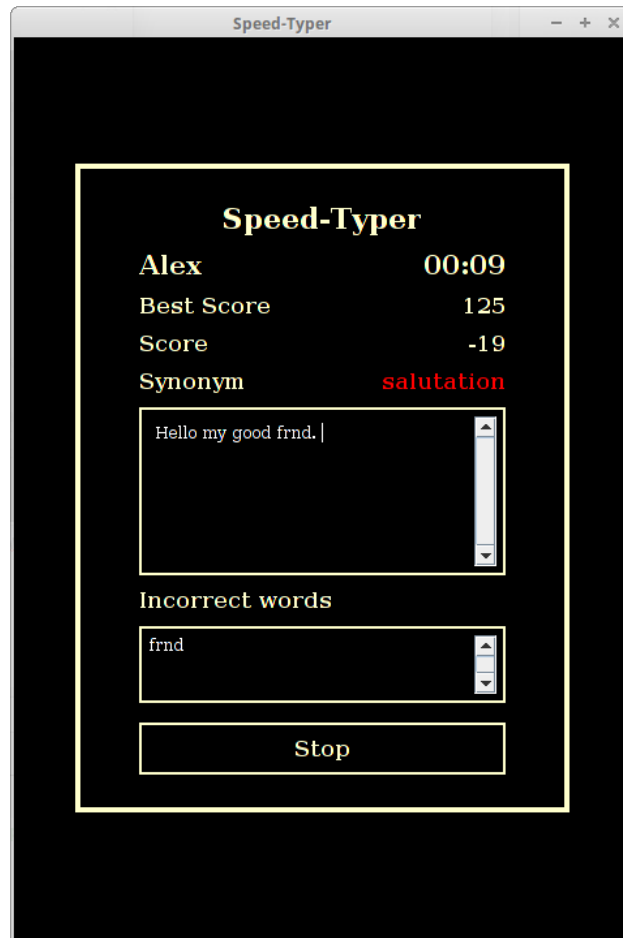 Speed-Typer
Speed-Typer
Alex 00:09
Best Score 125
Score -19
Synonym salutation
Hello my good frnd.
Incorrect words
frnd
Stop